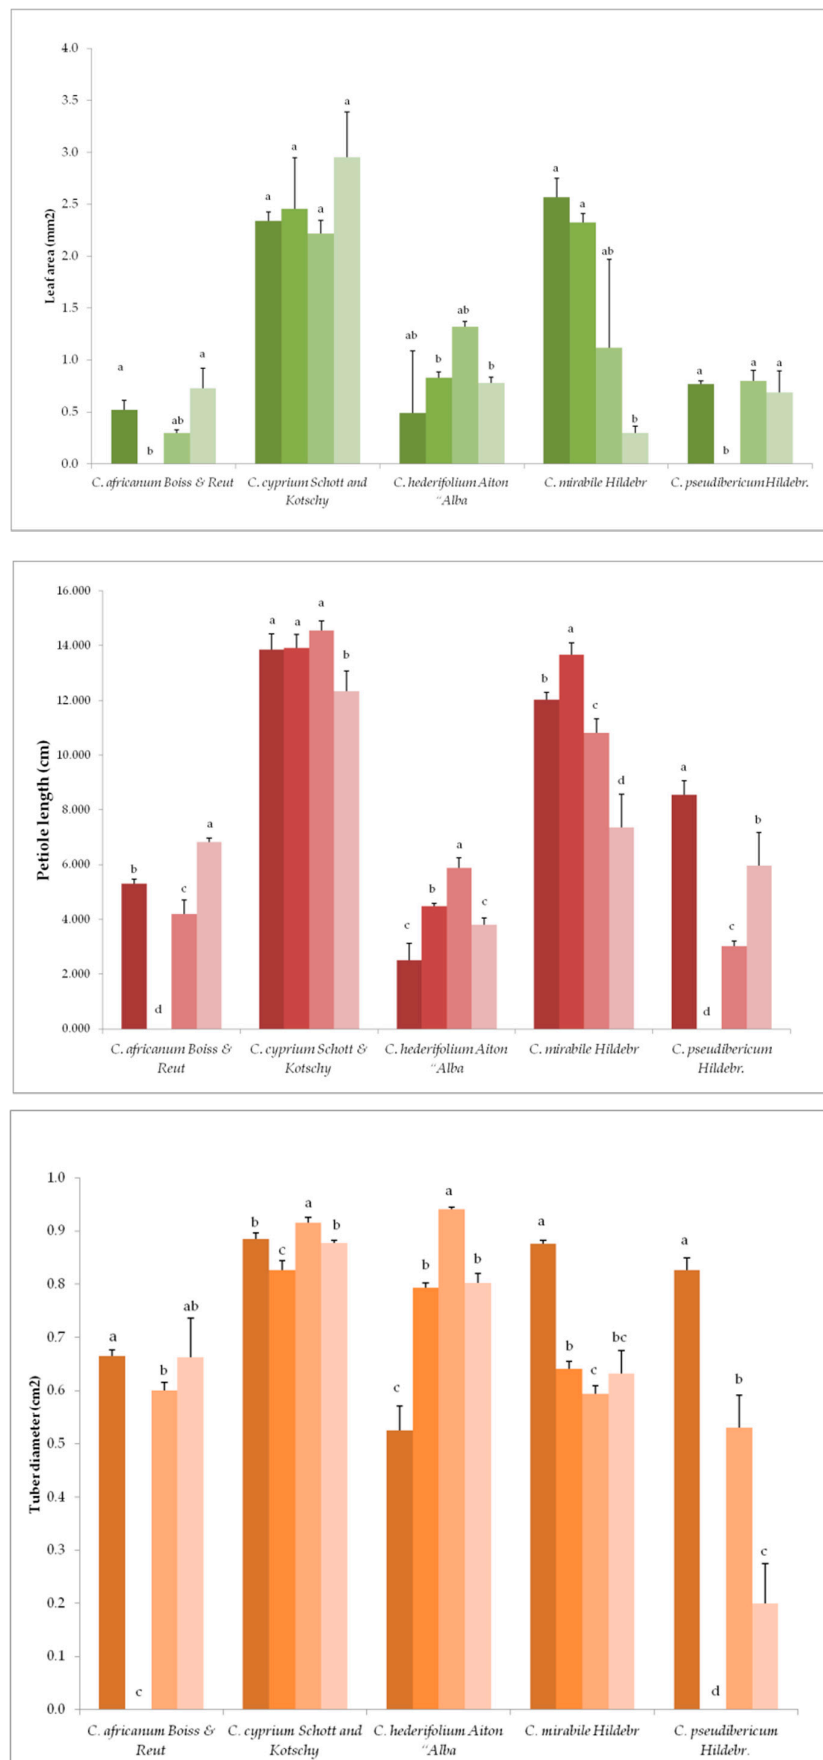 4.0
a
3.5
a
a
3.0
a
a
a
2.5
ab
2.0
Leaf area (mm2)
1.5
ab
ab
b
b
1.0
a
a
a
a
a
b
0.5
ab
b
b
0.0
C. africanum Boiss & Reut
C. cyprium Schott and
Kotschy
C. hederifolium Aiton
“Alba
C. mirabile Hildebr
C. pseudibericum Hildebr.
16.000
a
a
a
a
14.000
b
b
c
12.000
d
10.000
a
Petiole length (cm)
8.000
a
b
a
6.000
b
b
c
c
4.000
c
c
2.000
d
d
0.000
C. africanum Boiss &
Reut
C. cyprium Schott &
Kotschy
C. hederifolium Aiton
“Alba
C. mirabile Hildebr
C. pseudibericum
Hildebr.
1.0
a
a
b
b
a
0.9
c
a
b
b
0.8
ab
a
0.7
bc
b
b
c
0.6
b
c
Tuber diameter (cm2)
0.5
0.4
0.3
c
0.2
0.1
c
d
0.0
C. africanum Boiss &
Reut
C. cyprium Schott and
Kotschy
C. hederifolium Aiton
“Alba
C. mirabile Hildebr
C. pseudibericum
Hildebr.